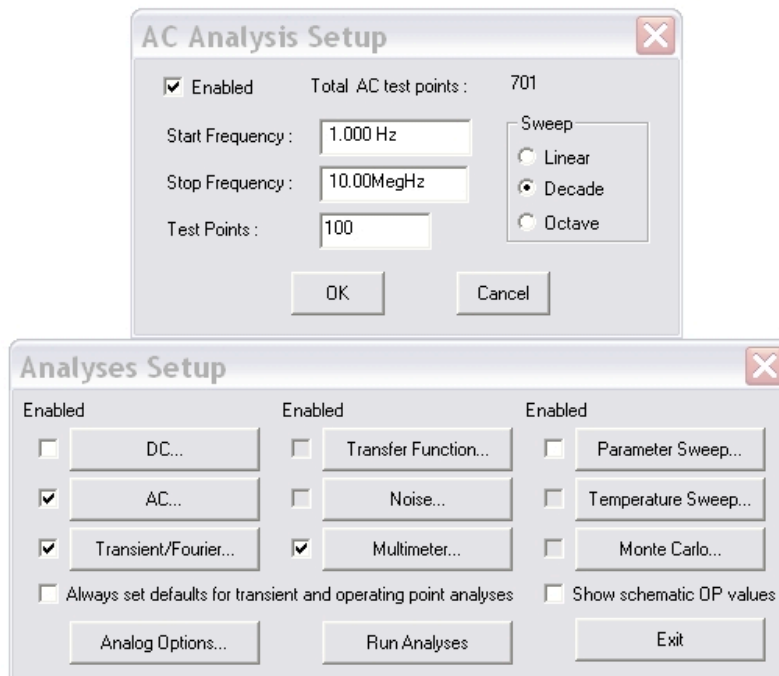 AC Analysis Setup
Enabled Total AC test points : 701
Start Frequency : 1.000 Hz
Stop Frequency : 10.00MegHz
Test Points : 100
Sweep
Linear
Decade
Octave
OK Cancel
Analyses Setup
Enabled Enabled Enabled
DC... Transfer Function... Parameter Sweep...
AC... Noise... Temperature Sweep...
Transient/Fourier... Multimeter... Monte Carlo...
Always set defaults for transient and operating point analyses Show schematic OP values
Analog Options... Run Analyses Exit